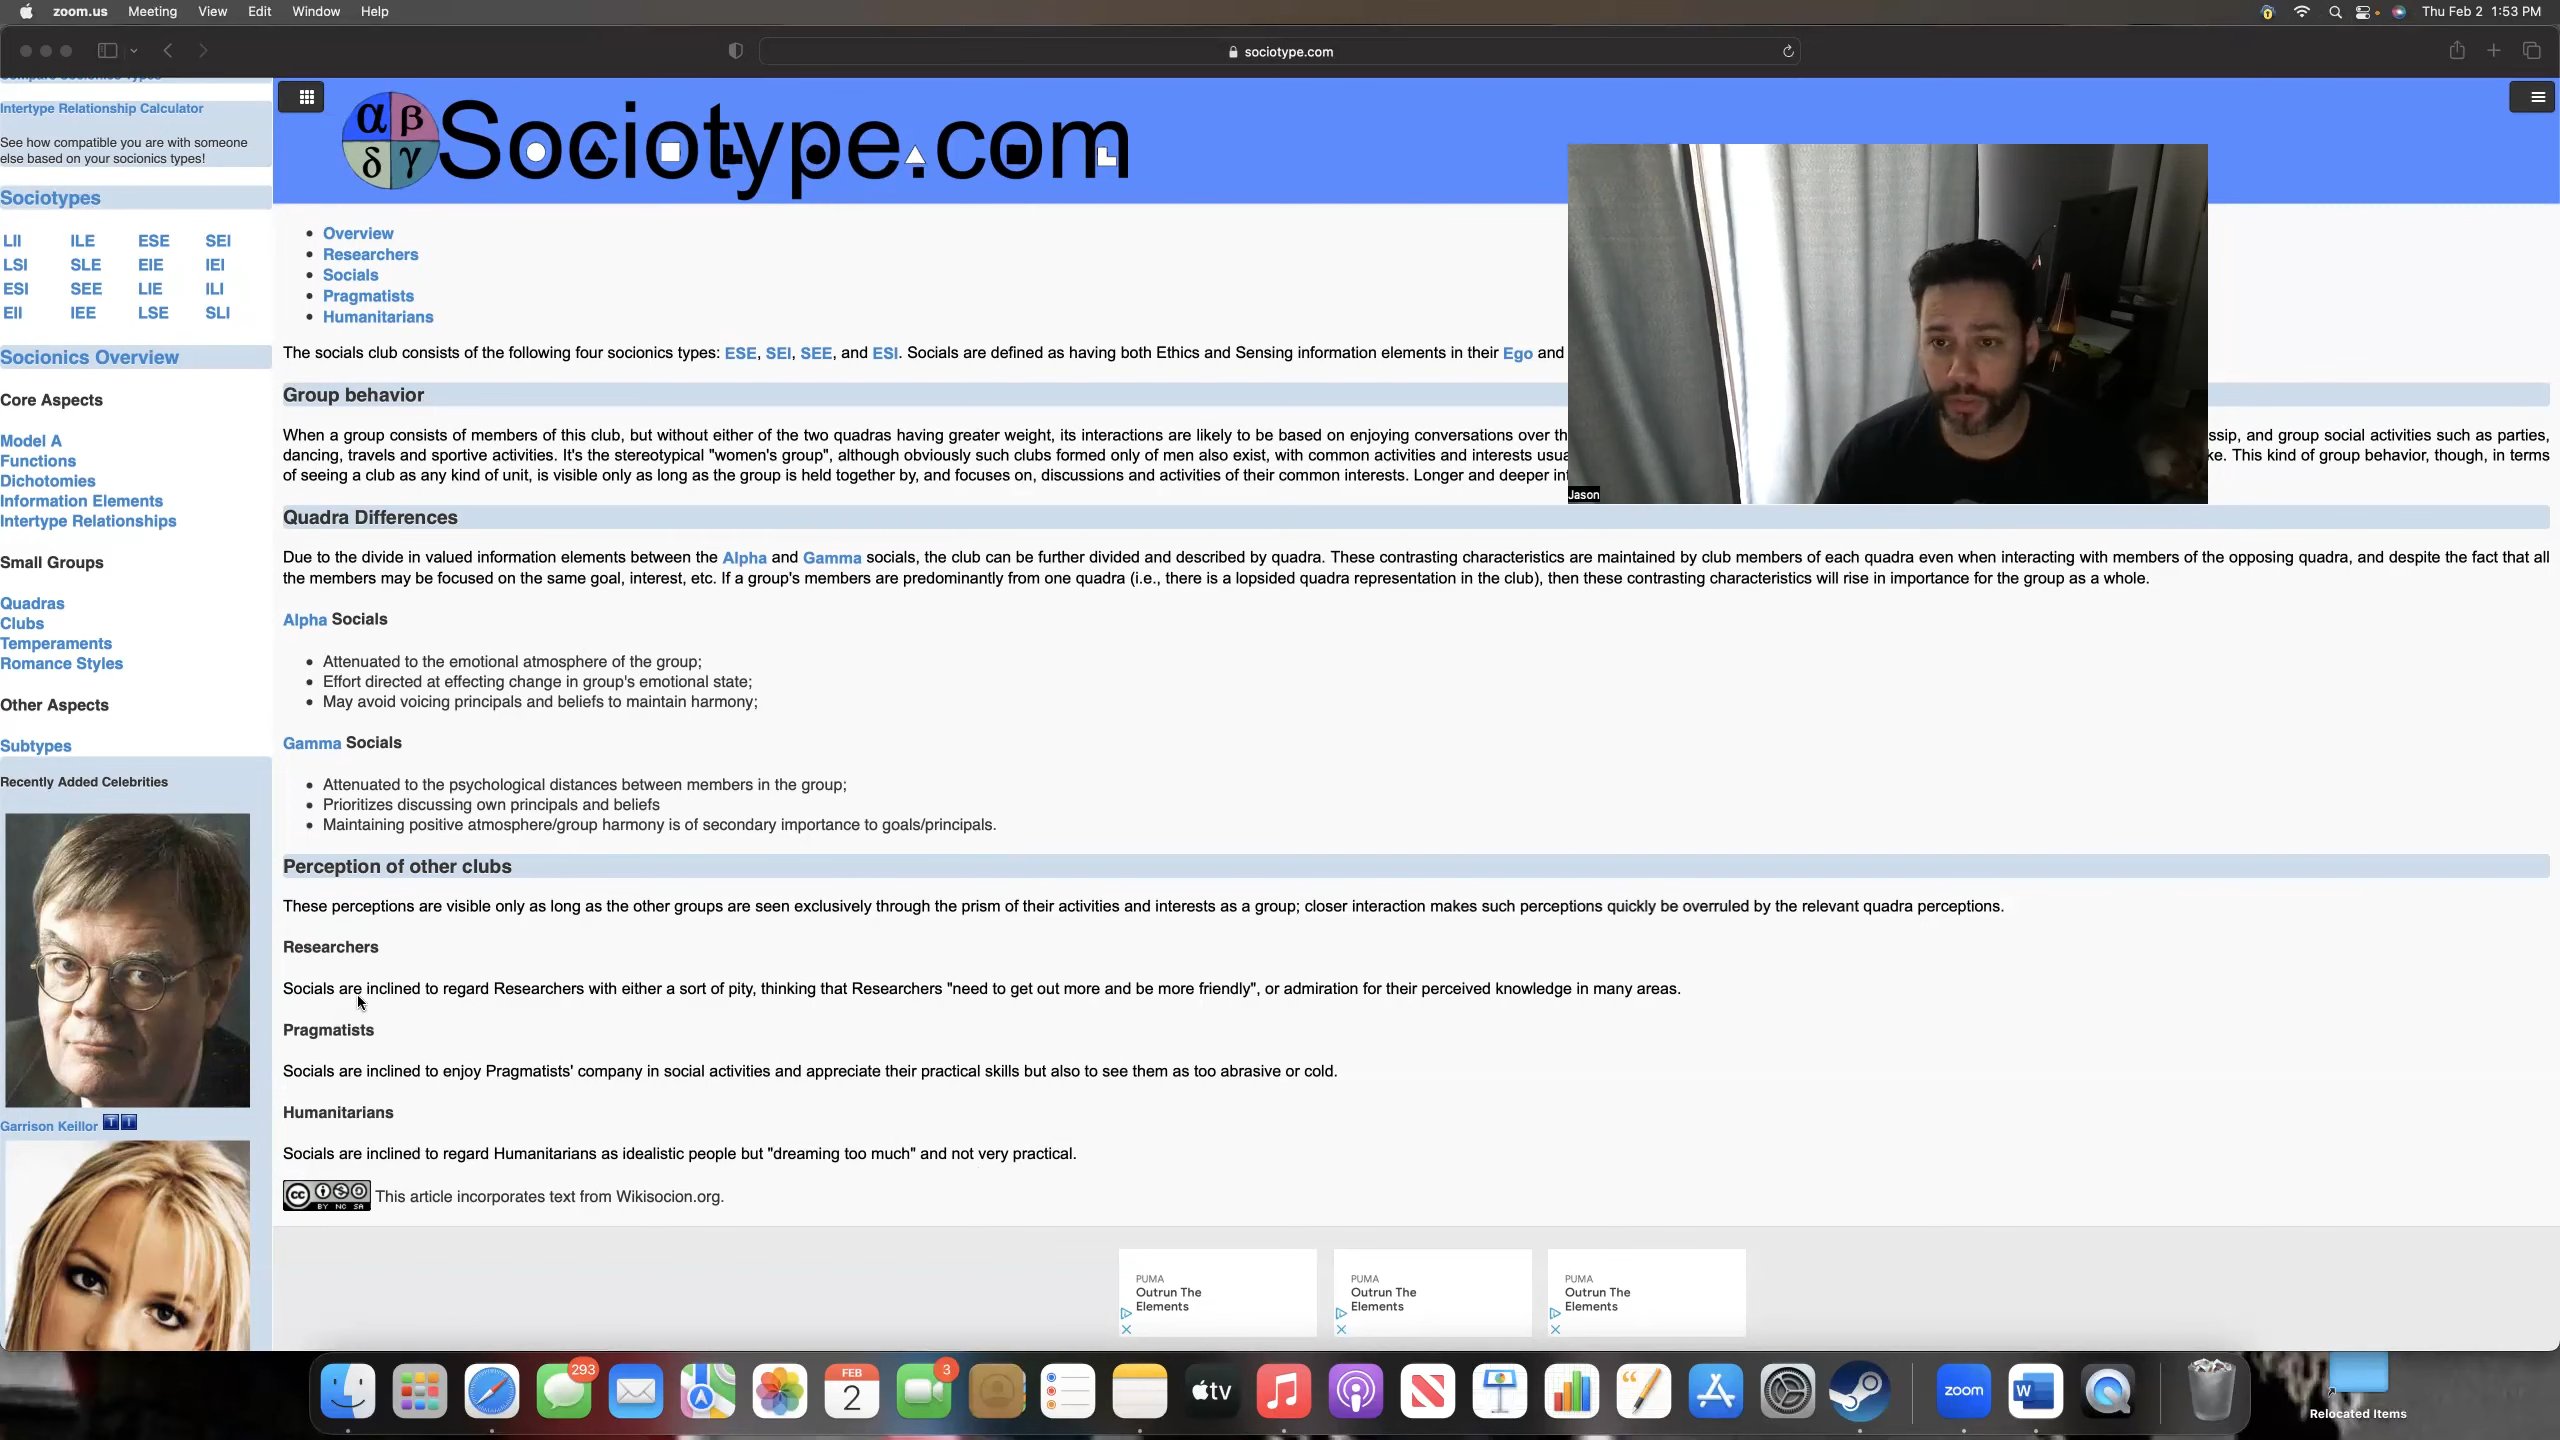 zoom.us Meeting View Edit Window Help
Thu Feb 2 1:53 PM
sociotype.com
Compare Socionics Types
Intertype Relationship Calculator
See how compatible you are with someone
else based on your socionics types!
Sociotypes
LII ILE ESE SEI
LSI SLE EIE IEI
ESI SEE LIE ILI
EII IEE LSE SLI
Socionics Overview
Core Aspects
Model A
Functions
Dichotomies
Information Elements
Intertype Relationships
Small Groups
Quadras
Clubs
Temperaments
Romance Styles
Other Aspects
Subtypes
Recently Added Celebrities
Garrison Keillor
α β
δ γ
Sociotype.com
Overview
Researchers
Socials
Pragmatists
Humanitarians
The socials club consists of the following four socionics types: ESE, SEI, SEE, and ESI. Socials are defined as having both Ethics and Sensing information elements in their Ego and
Group behavior
When a group consists of members of this club, but without either of the two quadras having greater weight, its interactions are likely to be based on enjoying conversations over th ssip, and group social activities such as parties,
dancing, travels and sportive activities. It's the stereotypical "women's group", although obviously such clubs formed only of men also exist, with common activities and interests usua ke. This kind of group behavior, though, in terms
of seeing a club as any kind of unit, is visible only as long as the group is held together by, and focuses on, discussions and activities of their common interests. Longer and deeper in
Jason
Quadra Differences
Due to the divide in valued information elements between the Alpha and Gamma socials, the club can be further divided and described by quadra. These contrasting characteristics are maintained by club members of each quadra even when interacting with members of the opposing quadra, and despite the fact that all
the members may be focused on the same goal, interest, etc. If a group's members are predominantly from one quadra (i.e., there is a lopsided quadra representation in the club), then these contrasting characteristics will rise in importance for the group as a whole.
Alpha Socials
Attenuated to the emotional atmosphere of the group;
Effort directed at effecting change in group's emotional state;
May avoid voicing principals and beliefs to maintain harmony;
Gamma Socials
Attenuated to the psychological distances between members in the group;
Prioritizes discussing own principals and beliefs
Maintaining positive atmosphere/group harmony is of secondary importance to goals/principals.
Perception of other clubs
These perceptions are visible only as long as the other groups are seen exclusively through the prism of their activities and interests as a group; closer interaction makes such perceptions quickly be overruled by the relevant quadra perceptions.
Researchers
Socials are inclined to regard Researchers with either a sort of pity, thinking that Researchers "need to get out more and be more friendly", or admiration for their perceived knowledge in many areas.
Pragmatists
Socials are inclined to enjoy Pragmatists' company in social activities and appreciate their practical skills but also to see them as too abrasive or cold.
Humanitarians
Socials are inclined to regard Humanitarians as idealistic people but "dreaming too much" and not very practical.
cc BY NC SA This article incorporates text from Wikisocion.org.
PUMA
Outrun The
Elements
PUMA
Outrun The
Elements
PUMA
Outrun The
Elements
293
FEB
2
3
tv
zoom
W
Relocated Items